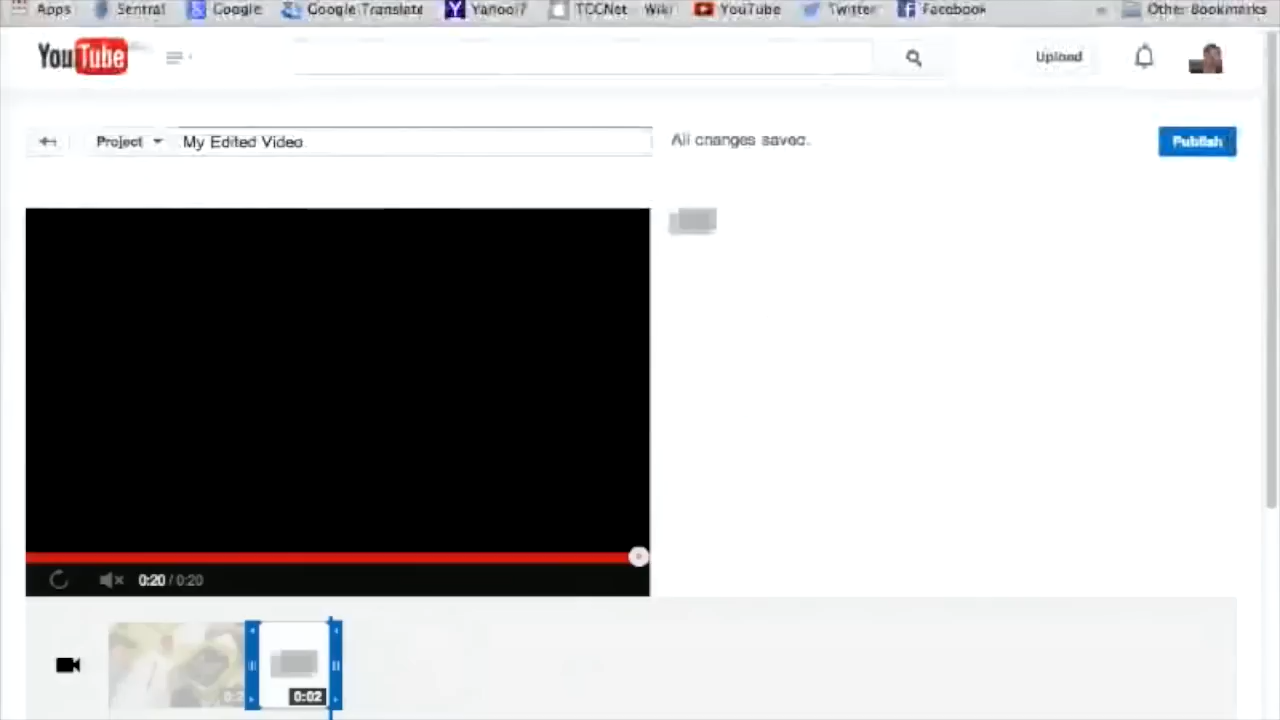 Apps Sentral Google Google Translate Yahoo!7 TCCNet Wiki YouTube Twitter Facebook Other Bookmarks
YouTube Upload
Project My Edited Video All changes saved. Publish
0:20 / 0:20
0:02